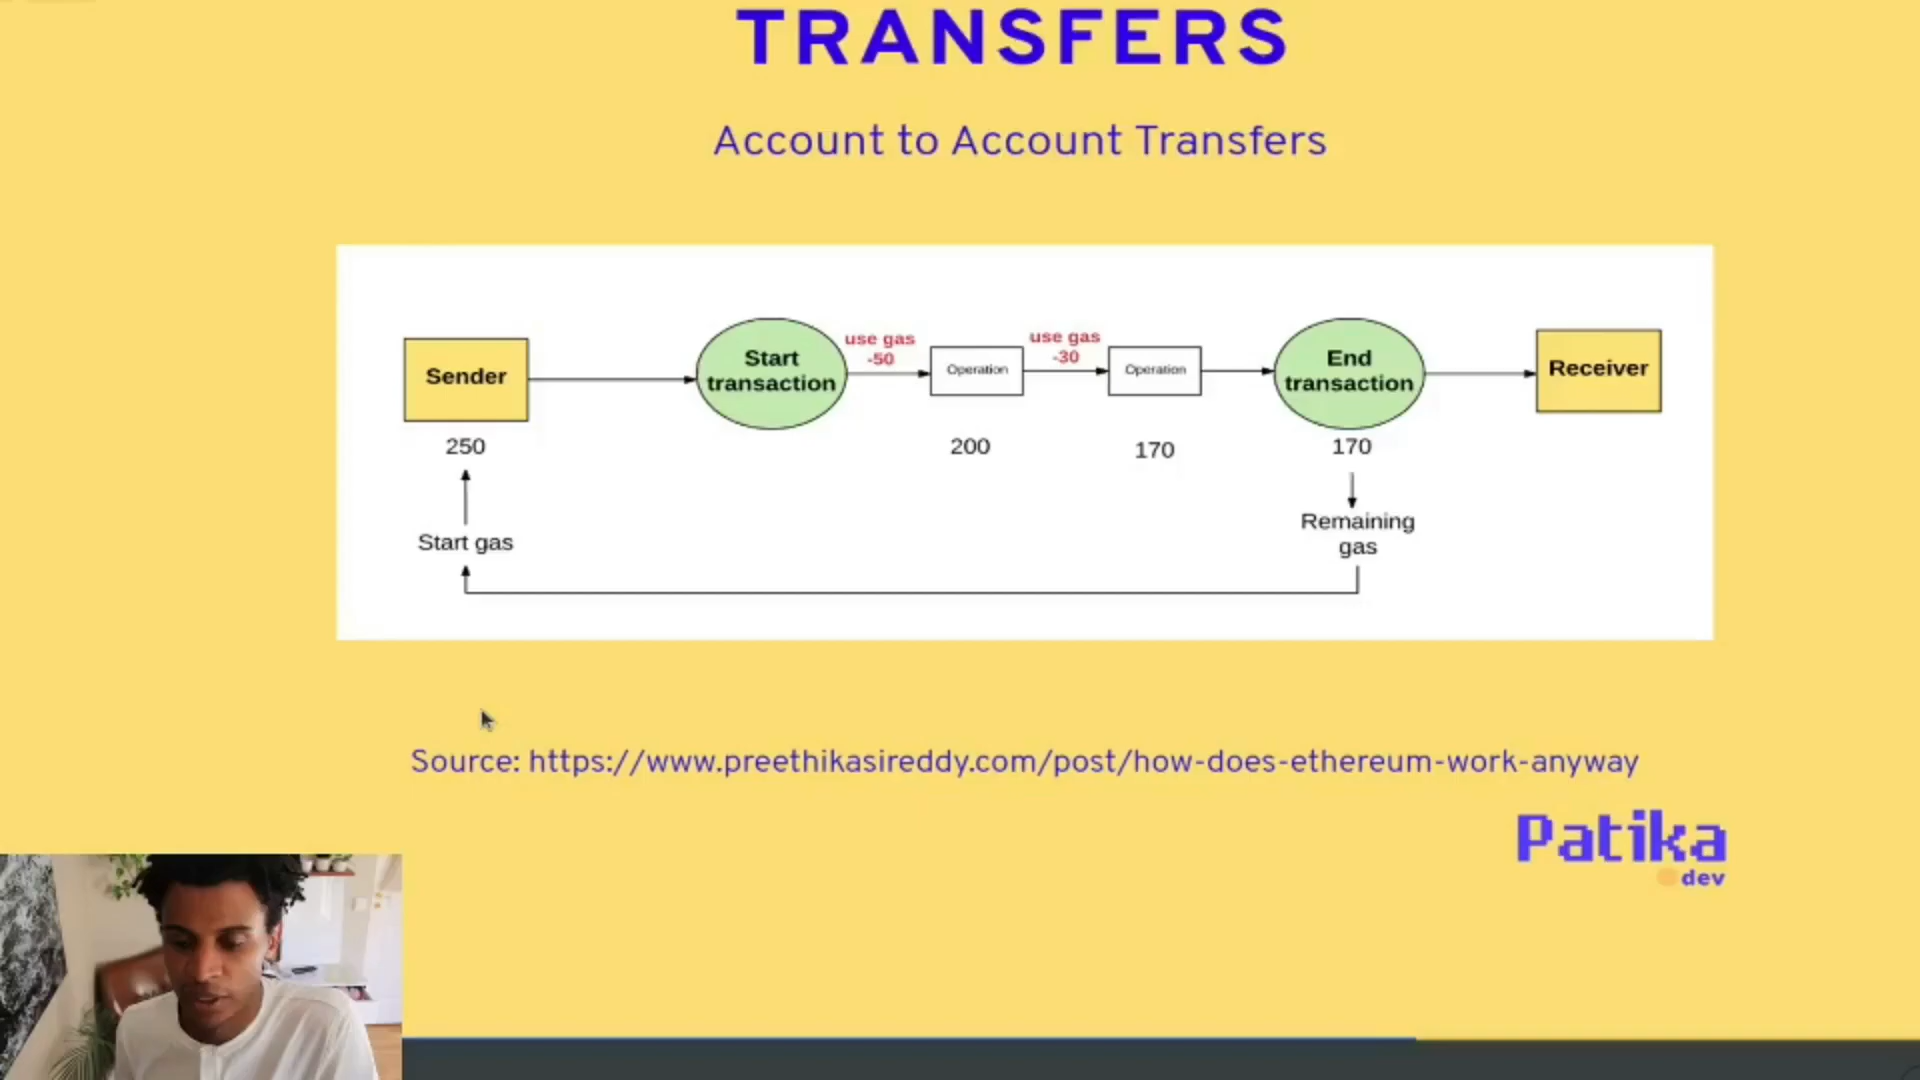 TRANSFERS
Account to Account Transfers
Sender
Start
transaction
use gas
-50
Operation
use gas
-30
Operation
End
transaction
Receiver
250
200
170
170
Start gas
Remaining
gas
Source: https://www.preethikasireddy.com/post/how-does-ethereum-work-anyway
Patika
dev